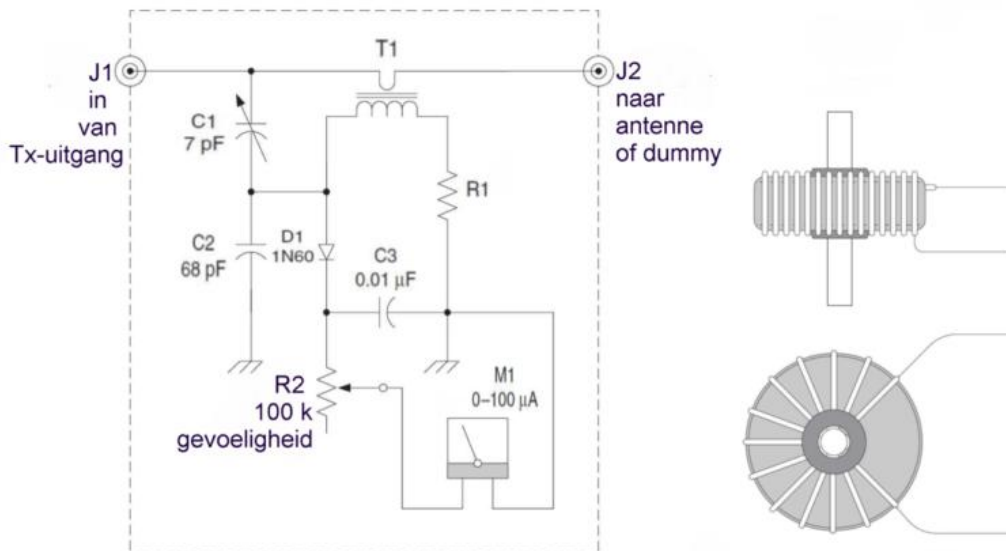 T1
J1
in
van
Tx-uitgang
J2
naar
antenne
of dummy
C1
7 pF
R1
C2
68 pF
D1
1N60
C3
0.01 µF
R2
100 k
gevoeligheid
M1
0–100 µA